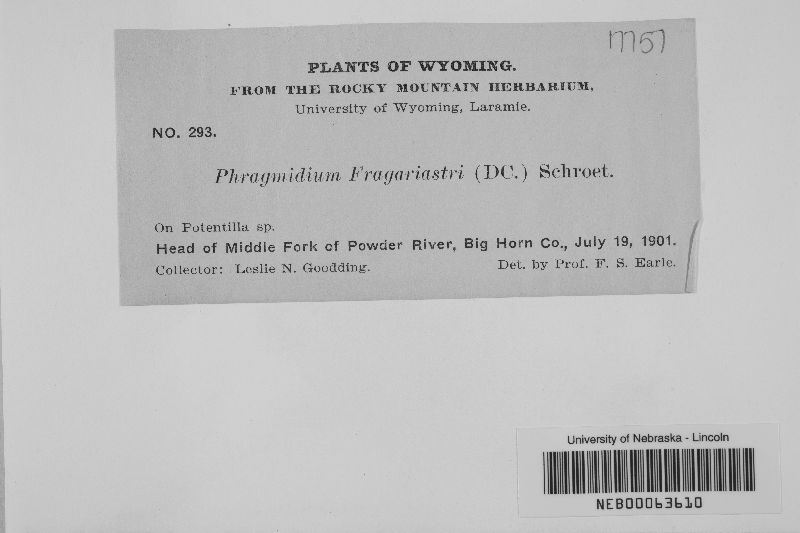 17757
PLANTS OF WYOMING.
FROM THE ROCKY MOUNTAIN HERBARIUM,
University of Wyoming, Laramie.
NO. 293.
Phragmidium Fragariastri (DC.) Schroet.
On Potentilla sp.
Head of Middle Fork of Powder River, Big Horn Co., July 19, 1901.
Collector: Leslie N. Goodding. Det. by Prof. F. S. Earle.
University of Nebraska - Lincoln
NEB00063610